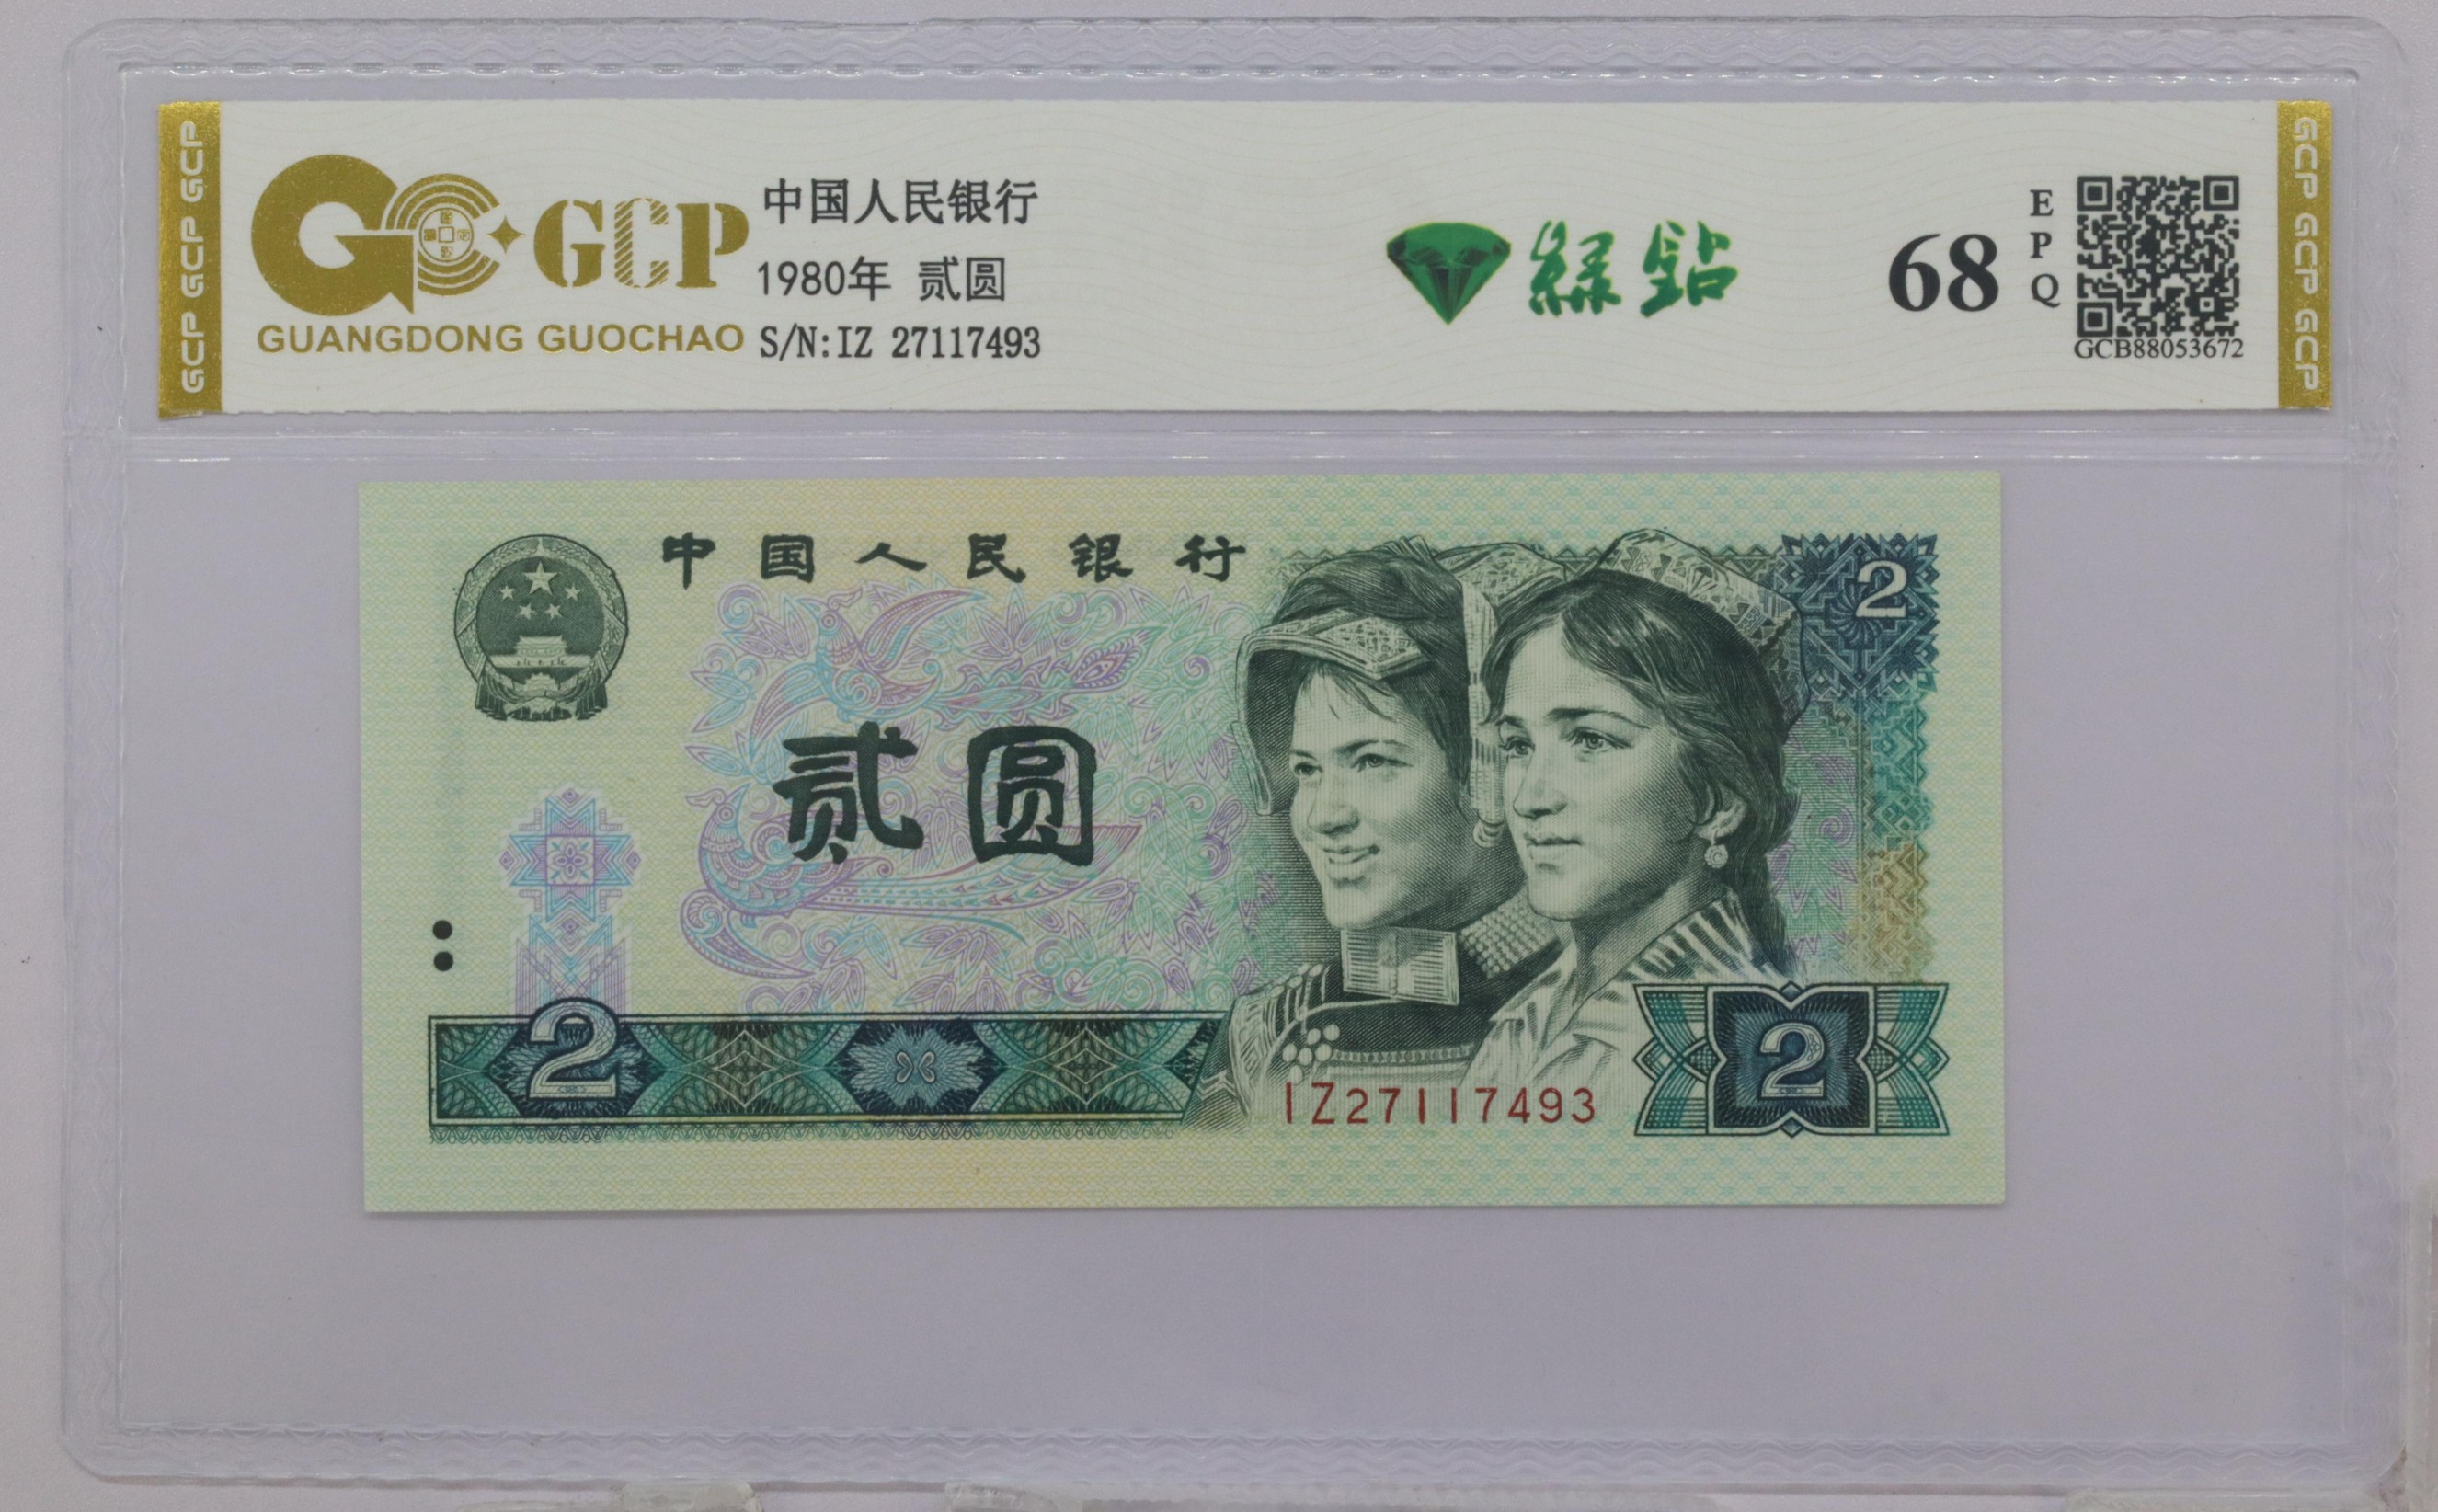 GCP GCP GCP
GCP
GUANGDONG GUOCHAO
中国人民银行
1980年 贰圆
S/N:IZ 27117493
綠鉆
68
EPQ
GCB88053672
GCP GCP GCP
中国人民银行
2
贰圆
2
IZ27117493
2